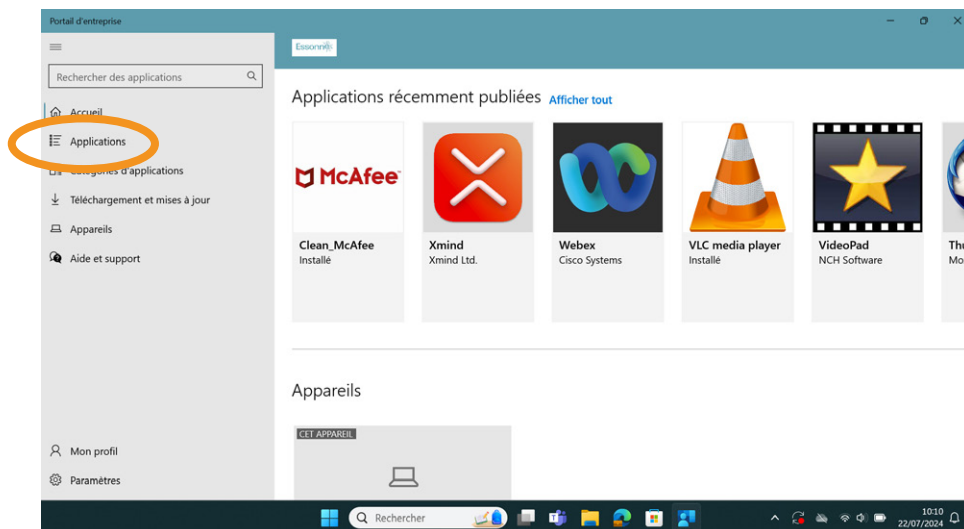 Portail d'entreprise
Essonne
Rechercher des applications
Accueil
Applications
Catégories d'applications
Téléchargement et mises à jour
Appareils
Aide et support
Mon profil
Paramètres
Applications récemment publiées Afficher tout
McAfee
Clean_McAfee
Installé
Xmind
Xmind Ltd.
Webex
Cisco Systems
VLC media player
Installé
VideoPad
NCH Software
Thu
Mo
Appareils
CET APPAREIL
Rechercher
10:10
22/07/2024